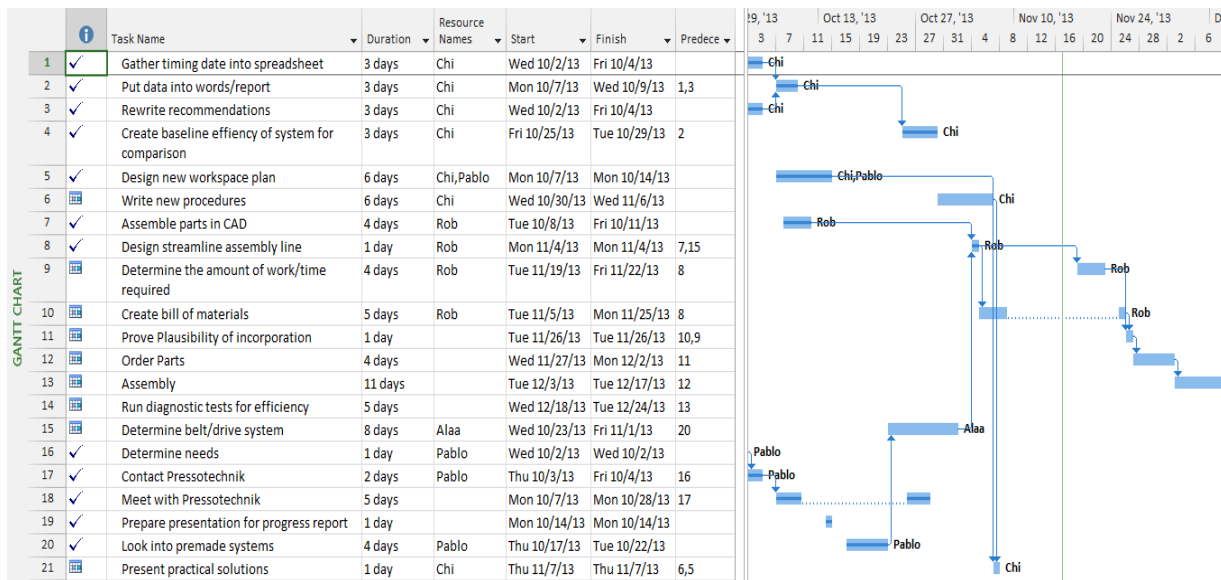 Resource
Task Name Duration Names Start Finish Predece
29, '13 Oct 13, '13 Oct 27, '13 Nov 10, '13 Nov 24, '13 D
3 7 11 15 19 23 27 31 4 8 12 16 20 24 28 2 6
GANTT CHART
1 Gather timing date into spreadsheet 3 days Chi Wed 10/2/13 Fri 10/4/13 Chi
2 Put data into words/report 3 days Chi Mon 10/7/13 Wed 10/9/13 1,3 Chi
3 Rewrite recommendations 3 days Chi Wed 10/2/13 Fri 10/4/13 Chi
4 Create baseline effiency of system for 3 days Chi Fri 10/25/13 Tue 10/29/13 2 Chi
comparison
5 Design new workspace plan 6 days Chi,Pablo Mon 10/7/13 Mon 10/14/13 Chi,Pablo
6 Write new procedures 6 days Chi Wed 10/30/13 Wed 11/6/13 Chi
7 Assemble parts in CAD 4 days Rob Tue 10/8/13 Fri 10/11/13 Rob
8 Design streamline assembly line 1 day Rob Mon 11/4/13 Mon 11/4/13 7,15 Rob
9 Determine the amount of work/time 4 days Rob Tue 11/19/13 Fri 11/22/13 8 Rob
required
10 Create bill of materials 5 days Rob Tue 11/5/13 Mon 11/25/13 8 Rob
11 Prove Plausibility of incorporation 1 day Tue 11/26/13 Tue 11/26/13 10,9
12 Order Parts 4 days Wed 11/27/13 Mon 12/2/13 11
13 Assembly 11 days Tue 12/3/13 Tue 12/17/13 12
14 Run diagnostic tests for efficiency 5 days Wed 12/18/13 Tue 12/24/13 13
15 Determine belt/drive system 8 days Alaa Wed 10/23/13 Fri 11/1/13 20 Alaa
16 Determine needs 1 day Pablo Wed 10/2/13 Wed 10/2/13 Pablo
17 Contact Pressotechnik 2 days Pablo Thu 10/3/13 Fri 10/4/13 16 Pablo
18 Meet with Pressotechnik 5 days Mon 10/7/13 Mon 10/28/13 17
19 Prepare presentation for progress report 1 day Mon 10/14/13 Mon 10/14/13
20 Look into premade systems 4 days Pablo Thu 10/17/13 Tue 10/22/13 Pablo
21 Present practical solutions 1 day Chi Thu 11/7/13 Thu 11/7/13 6,5 Chi